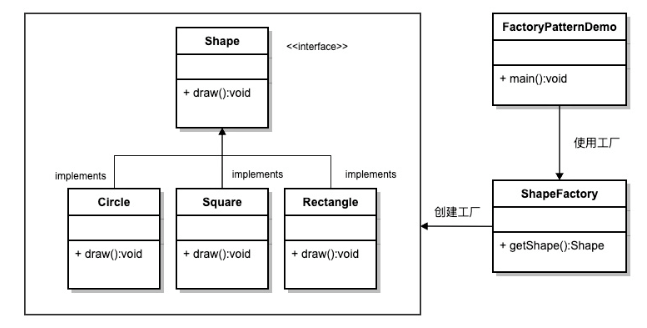 Shape
<<interface>>
+ draw():void
implements
implements
implements
Circle
+ draw():void
Square
+ draw():void
Rectangle
+ draw():void
FactoryPatternDemo
+ main():void
使用工厂
ShapeFactory
+ getShape():Shape
创建工厂